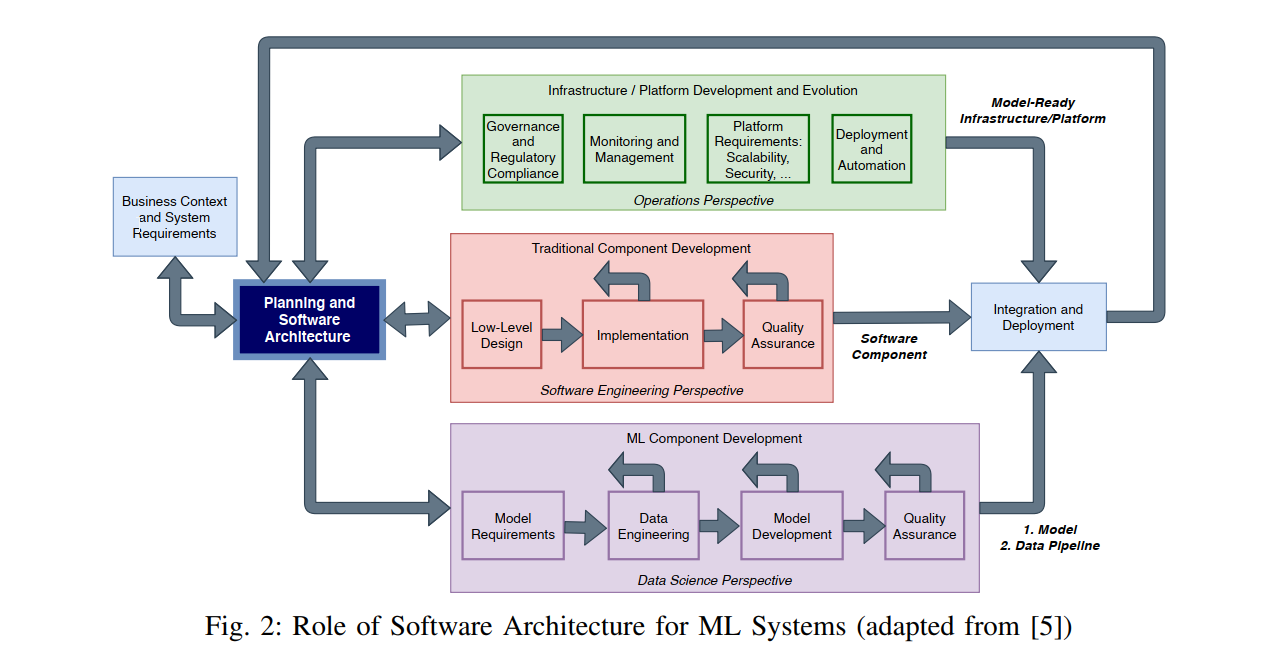 Infrastructure / Platform Development and Evolution
Governance
and
Regulatory
Compliance
Monitoring and
Management
Platform
Requirements:
Scalability,
Security, ...
Deployment
and
Automation
Operations Perspective
Model-Ready
Infrastructure/Platform
Business Context
and System
Requirements
Planning and
Software
Architecture
Traditional Component Development
Low-Level
Design
Implementation
Quality
Assurance
Software Engineering Perspective
Software
Component
Integration and
Deployment
ML Component Development
Model
Requirements
Data
Engineering
Model
Development
Quality
Assurance
Data Science Perspective
1. Model
2. Data Pipeline
Fig. 2: Role of Software Architecture for ML Systems (adapted from [5])